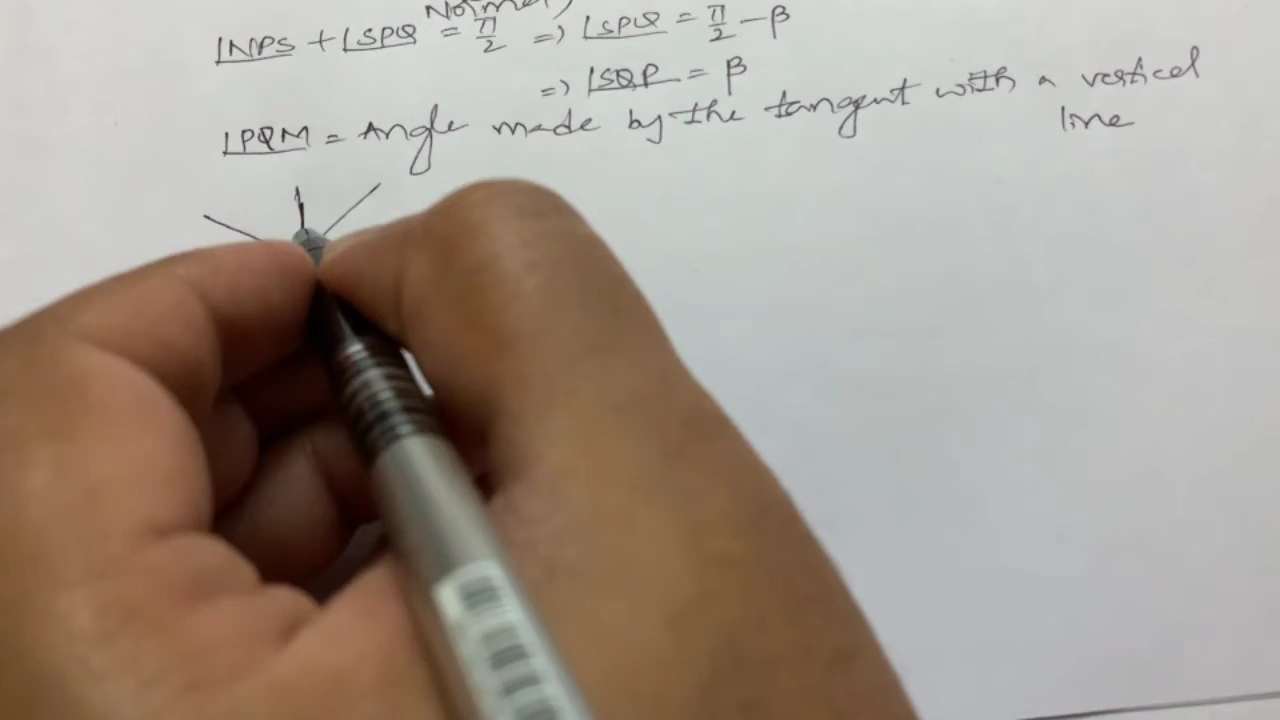 Normal)
∠NPS + ∠SPQ = π/2 => ∠SPQ = π/2 - β
=> ∠SQP = β
∠PQM = Angle made by the tangent with a vertical
line